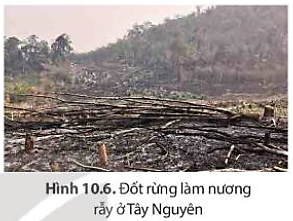 Hình 10.6. Đốt rừng làm nương
rẫy ở Tây Nguyên